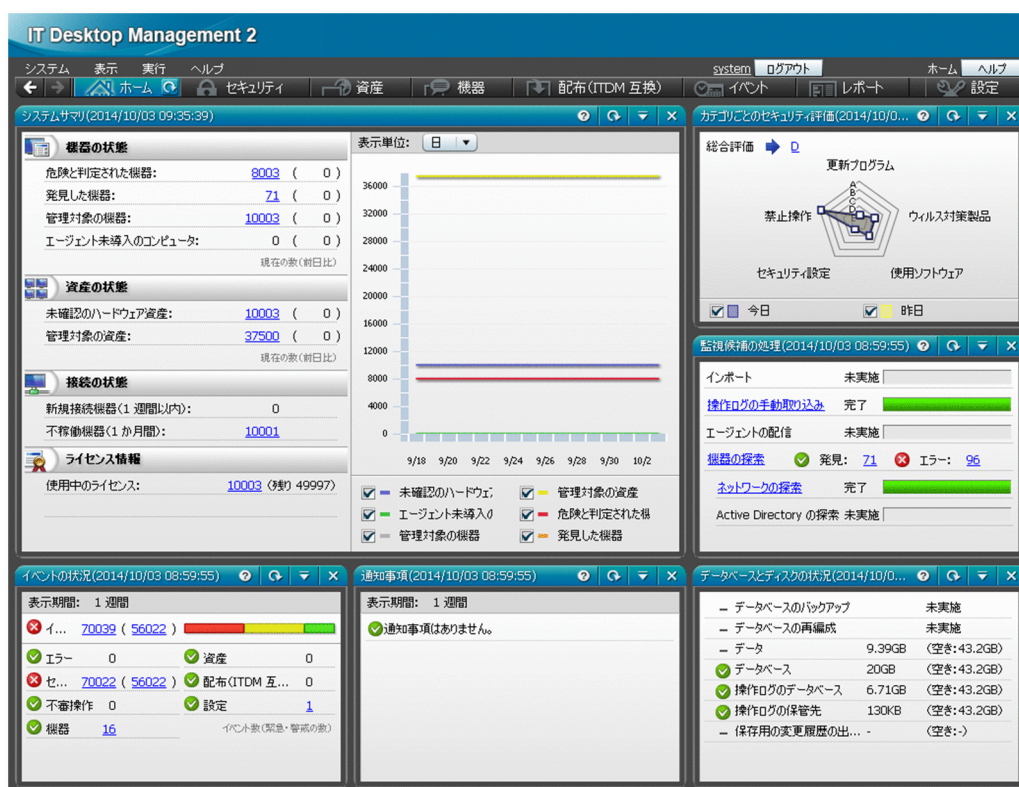 IT Desktop Management 2
システム 表示 実行 ヘルプ system ログアウト ホーム ヘルプ
ホーム セキュリティ 資産 機器 配布(ITDM 互換) イベント レポート 設定
システムサマリ(2014/10/03 09:35:39)
機器の状態
危険と判定された機器: 8003 ( 0 )
発見した機器: 71 ( 0 )
管理対象の機器: 10003 ( 0 )
エージェント未導入のコンピュータ: 0 ( 0 )
現在の数(前日比)
資産の状態
未確認のハードウェア資産: 10003 ( 0 )
管理対象の資産: 37500 ( 0 )
現在の数(前日比)
接続の状態
新規接続機器(1 週間以内): 0
不稼働機器(1 か月間): 10001
ライセンス情報
使用中のライセンス: 10003 (残り 49997)
表示単位: 日
36000
32000
28000
24000
20000
16000
12000
8000
4000
0
9/18 9/20 9/22 9/24 9/26 9/28 9/30 10/2
未確認のハードウェ 管理対象の資産
エージェント未導入の 危険と判定された機
管理対象の機器 発見した機器
カテゴリごとのセキュリティ評価(2014/10/0...
総合評価 D
更新プログラム
A
B
C
D
禁止操作 ウィルス対策製品
セキュリティ設定 使用ソフトウェア
今日 昨日
監視候補の処理(2014/10/03 08:59:55)
インポート 未実施
操作ログの手動取り込み 完了
エージェントの配信 未実施
機器の探索 発見: 71 エラー: 96
ネットワークの探索 完了
Active Directory の探索 未実施
イベントの状況(2014/10/03 08:59:55)
表示期間: 1 週間
イ... 70039 ( 56022 )
エラー 0 資産 0
セ... 70022 ( 56022 ) 配布(ITDM 互... 0
不審操作 0 設定 1
機器 16 イベント数(緊急・警戒の数)
通知事項(2014/10/03 08:59:55)
表示期間: 1 週間
通知事項はありません。
データベースとディスクの状況(2014/10/0...
データベースのバックアップ 未実施
データベースの再編成 未実施
データ 9.39GB (空き:43.2GB)
データベース 20GB (空き:43.2GB)
操作ログのデータベース 6.71GB (空き:43.2GB)
操作ログの保管先 130KB (空き:43.2GB)
保存用の変更履歴の出... - (空き:-)